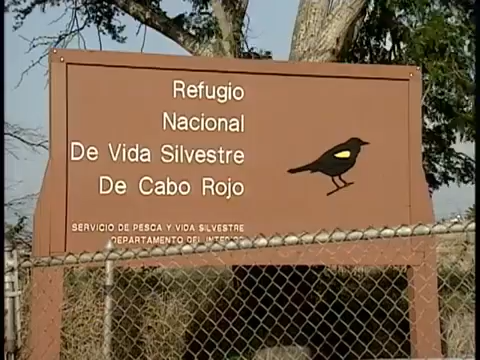 Refugio
Nacional
De Vida Silvestre
De Cabo Rojo
SERVICIO DE PESCA Y VIDA SILVESTRE
DEPARTAMENTO DEL INTERIOR